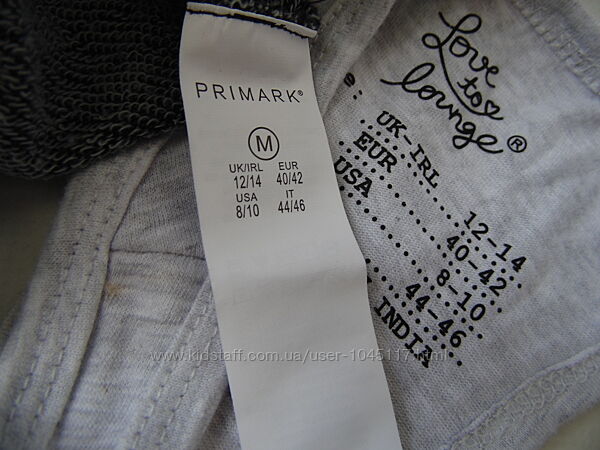 PRIMARK®
M
UK/IRL EUR
12/14 40/42
USA IT
8/10 44/46
Love
to
lounge®
e:
UK-IRL 12-14
EUR 40-42
USA 8-10
44-46
INDIA
www.kidstaff.com.ua/user-1045117.html